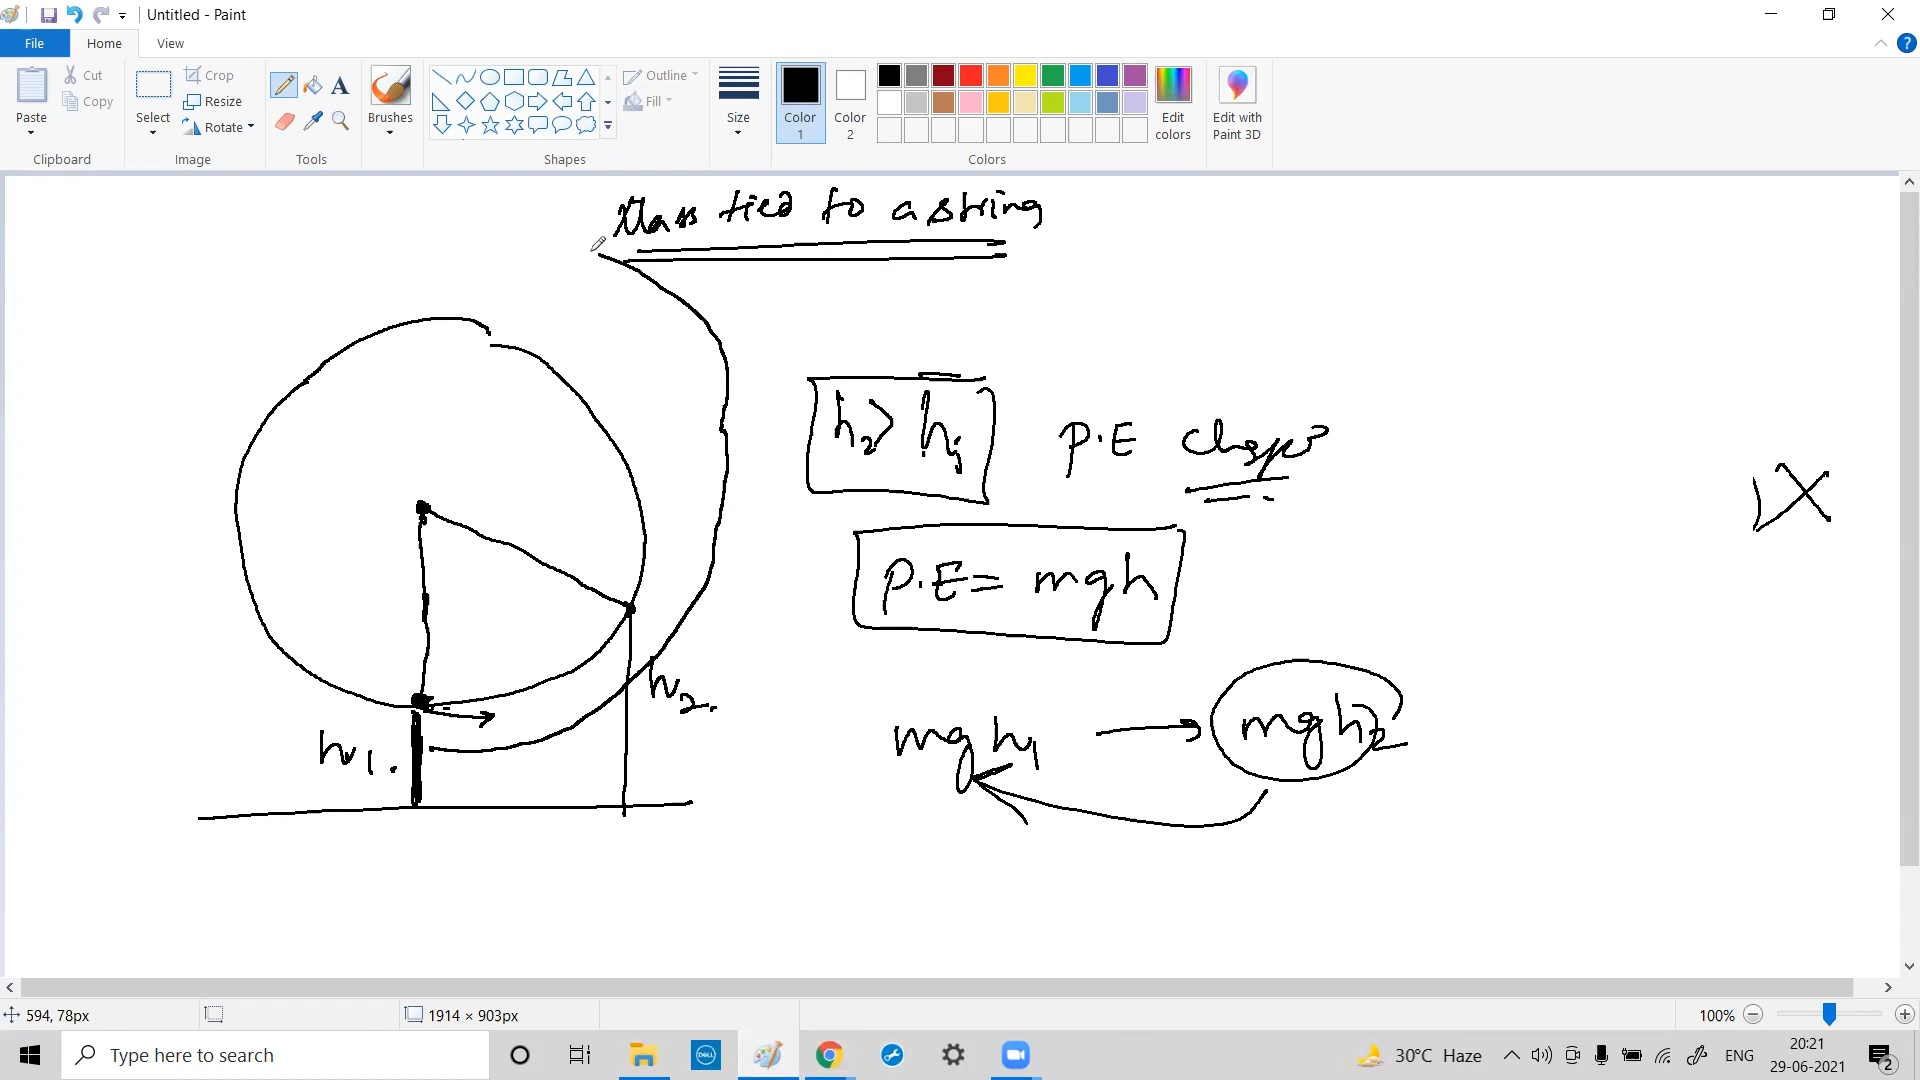 Untitled - Paint
File Home View
Cut
Copy
Paste
Clipboard
Select
Crop
Resize
Rotate
Image
Tools
Brushes
Outline
Fill
Shapes
Size
Color 1
Color 2
Edit colors
Colors
Edit with Paint 3D
Mass tied to a string
h2 > h1
P.E
P.E = mgh
h2.
h1.
mgh1 → mgh2
594, 78px
1914 × 903px
100%
Type here to search
DELL
30°C Haze
ENG
20:21
29-06-2021
2